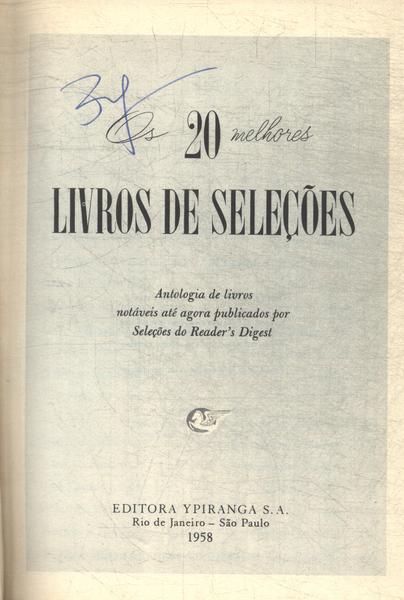 Os 20 melhores
LIVROS DE SELEÇÕES
Antologia de livros
notáveis até agora publicados por
Seleções do Reader's Digest
EDITORA YPIRANGA S. A.
Rio de Janeiro – São Paulo
1958